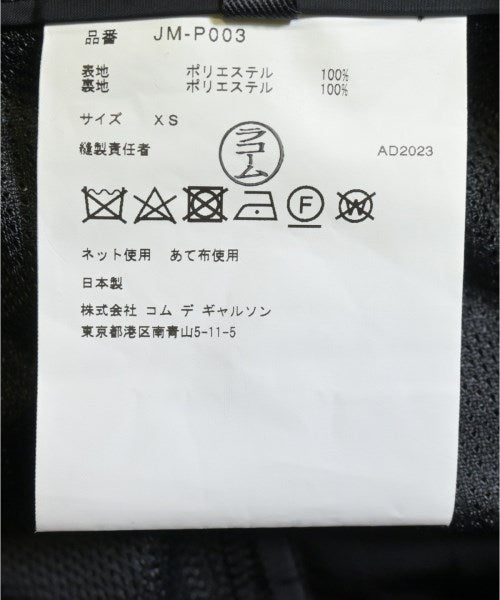 品番 JM-P003
表地 ポリエステル 100%
裏地 ポリエステル 100%
サイズ XS
縫製責任者 ラコーム AD2023
F W
ネット使用 あて布使用
日本製
株式会社 コム デ ギャルソン
東京都港区南青山5-11-5